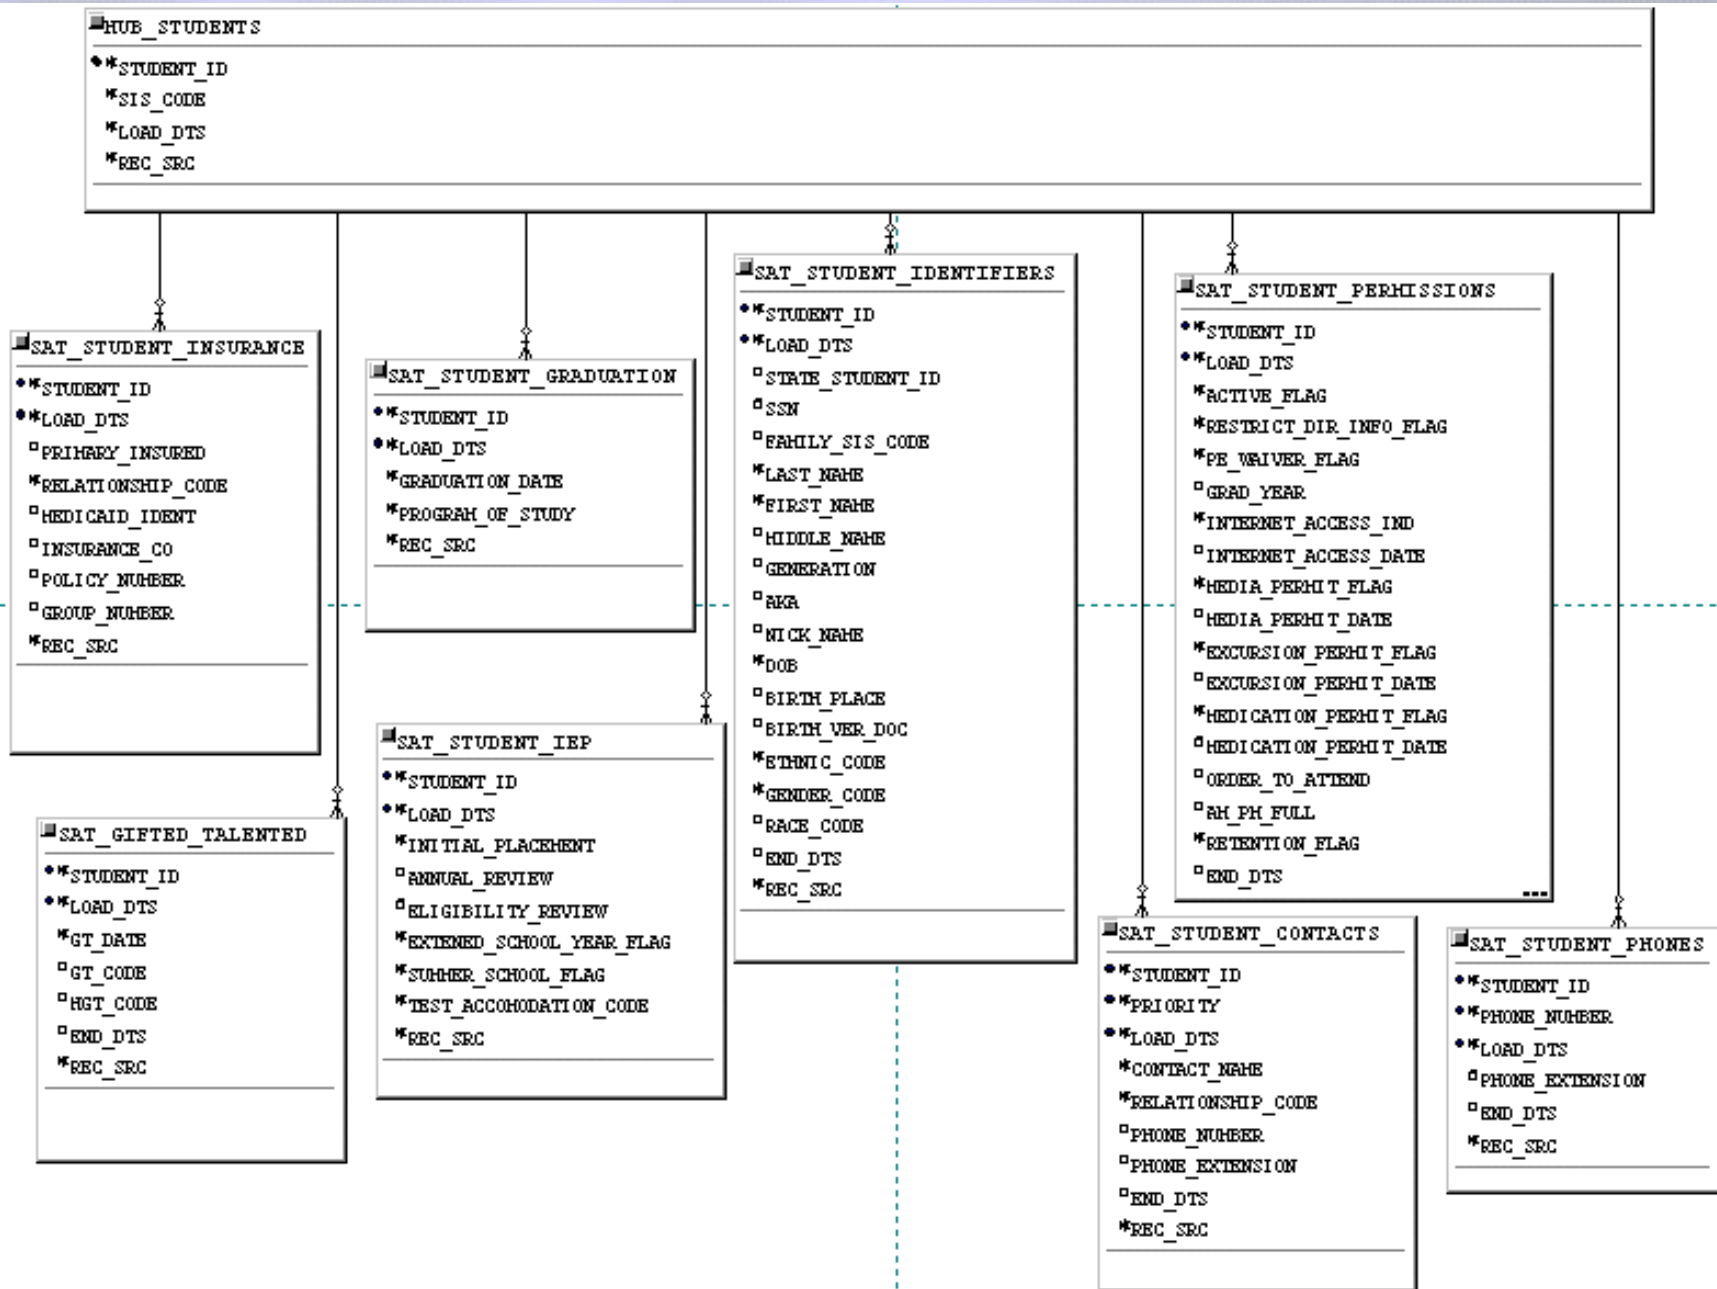 HUB_STUDENTS
STUDENT_ID
SIS_CODE
LOAD_DTS
REC_SRC
SAT_STUDENT_INSURANCE
STUDENT_ID
LOAD_DTS
PRIMARY_INSURED
RELATIONSHIP_CODE
MEDICAID_IDENT
INSURANCE_CO
POLICY_NUMBER
GROUP_NUMBER
REC_SRC
SAT_STUDENT_GRADUATION
STUDENT_ID
LOAD_DTS
GRADUATION_DATE
PROGRAM_OF_STUDY
REC_SRC
SAT_STUDENT_IDENTIFIERS
STUDENT_ID
LOAD_DTS
STATE_STUDENT_ID
SSN
FAMILY_SIS_CODE
LAST_NAME
FIRST_NAME
MIDDLE_NAME
GENERATION
AKA
NICK_NAME
DOB
BIRTH_PLACE
BIRTH_VER_DOC
ETHNIC_CODE
GENDER_CODE
RACE_CODE
END_DTS
REC_SRC
SAT_STUDENT_PERMISSIONS
STUDENT_ID
LOAD_DTS
ACTIVE_FLAG
RESTRICT_DIR_INFO_FLAG
PE_WAIVER_FLAG
GRAD_YEAR
INTERNET_ACCESS_IND
INTERNET_ACCESS_DATE
MEDIA_PERMIT_FLAG
MEDIA_PERMIT_DATE
EXCURSION_PERMIT_FLAG
EXCURSION_PERMIT_DATE
MEDICATION_PERMIT_FLAG
MEDICATION_PERMIT_DATE
ORDER_TO_ATTEND
AM_PM_FULL
RETENTION_FLAG
END_DTS
...
SAT_GIFTED_TALENTED
STUDENT_ID
LOAD_DTS
GT_DATE
GT_CODE
HGT_CODE
END_DTS
REC_SRC
SAT_STUDENT_IEP
STUDENT_ID
LOAD_DTS
INITIAL_PLACEMENT
ANNUAL_REVIEW
ELIGIBILITY_REVIEW
EXTENED_SCHOOL_YEAR_FLAG
SUMMER_SCHOOL_FLAG
TEST_ACCOMODATION_CODE
REC_SRC
SAT_STUDENT_CONTACTS
STUDENT_ID
PRIORITY
LOAD_DTS
CONTACT_NAME
RELATIONSHIP_CODE
PHONE_NUMBER
PHONE_EXTENSION
END_DTS
REC_SRC
SAT_STUDENT_PHONES
STUDENT_ID
PHONE_NUMBER
LOAD_DTS
PHONE_EXTENSION
END_DTS
REC_SRC